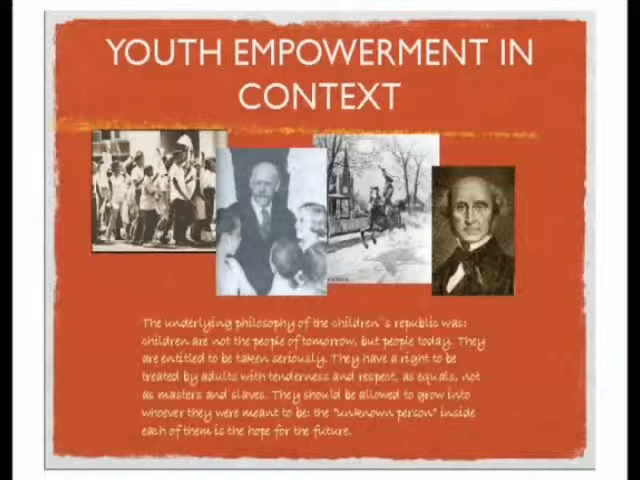 YOUTH EMPOWERMENT IN
CONTEXT
The underlying philosophy of the children's republic was:
children are not the people of tomorrow, but people today. They
are entitled to be taken seriously. They have a right to be
treated by adults with tenderness and respect, as equals, not
as masters and slaves. They should be allowed to grow into
whoever they were meant to be: the "unknown person" inside
each of them is the hope for the future.